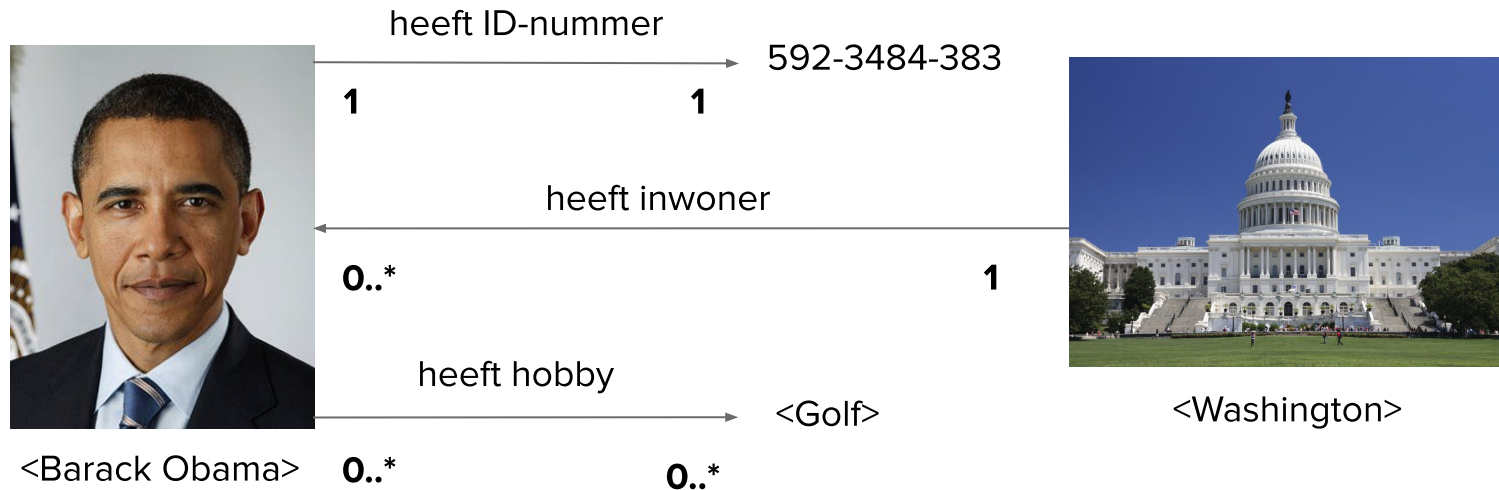 heeft ID-nummer
592-3484-383
1
1
heeft inwoner
0..*
1
heeft hobby
<Golf>
<Washington>
<Barack Obama>
0..*
0..*